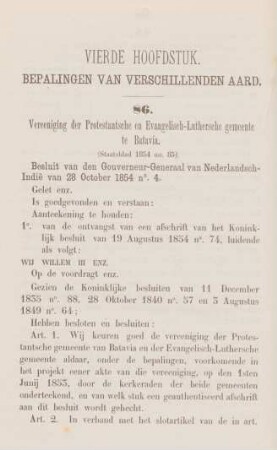 VIERDE HOOFDSTUK.
BEPALINGEN VAN VERSCHILLENDEN AARD.
86.
Vereeniging der Protestantsche en Evangelisch-Luthersche gemeente
te Batavia.
(Staatsblad 1854 no. 85)
Besluit van den Gouverneur-Generaal van Nederlandsch-
Indië van 28 October 1854 nº. 4.
Gelet enz.
Is goedgevonden en verstaan:
Aanteekening te houden:
1º. van de ontvangst van een afschrift van het Konink-
lijk besluit van 19 Augustus 1854 nº. 74, luidende
als volgt:
WIJ WILLEM III ENZ.
Op de voordragt enz.
Gezien de Koninklijke besluiten van 11 December
1835 nº. 88, 28 Oktober 1840 nº. 57 en 5 Augustus
1849 nº. 64;
Hebben besloten en besluiten:
Art. 1. Wij keuren goed de vereeniging der Protes-
tantsche gemeente van Batavia en der Evangelisch-Luther-
sche gemeente aldaar, onder de bepalingen, voorkomende in
het projekt eener akte van die vereeniging, op den 1sten
Junij 1853, door de kerkeraden der beide gemeenten
onderteekend, en van welk stuk een geauthentiseerd afschrift
aan dit besluit wordt gehecht.
Art. 2. In verband met het slotartikel van de in art.